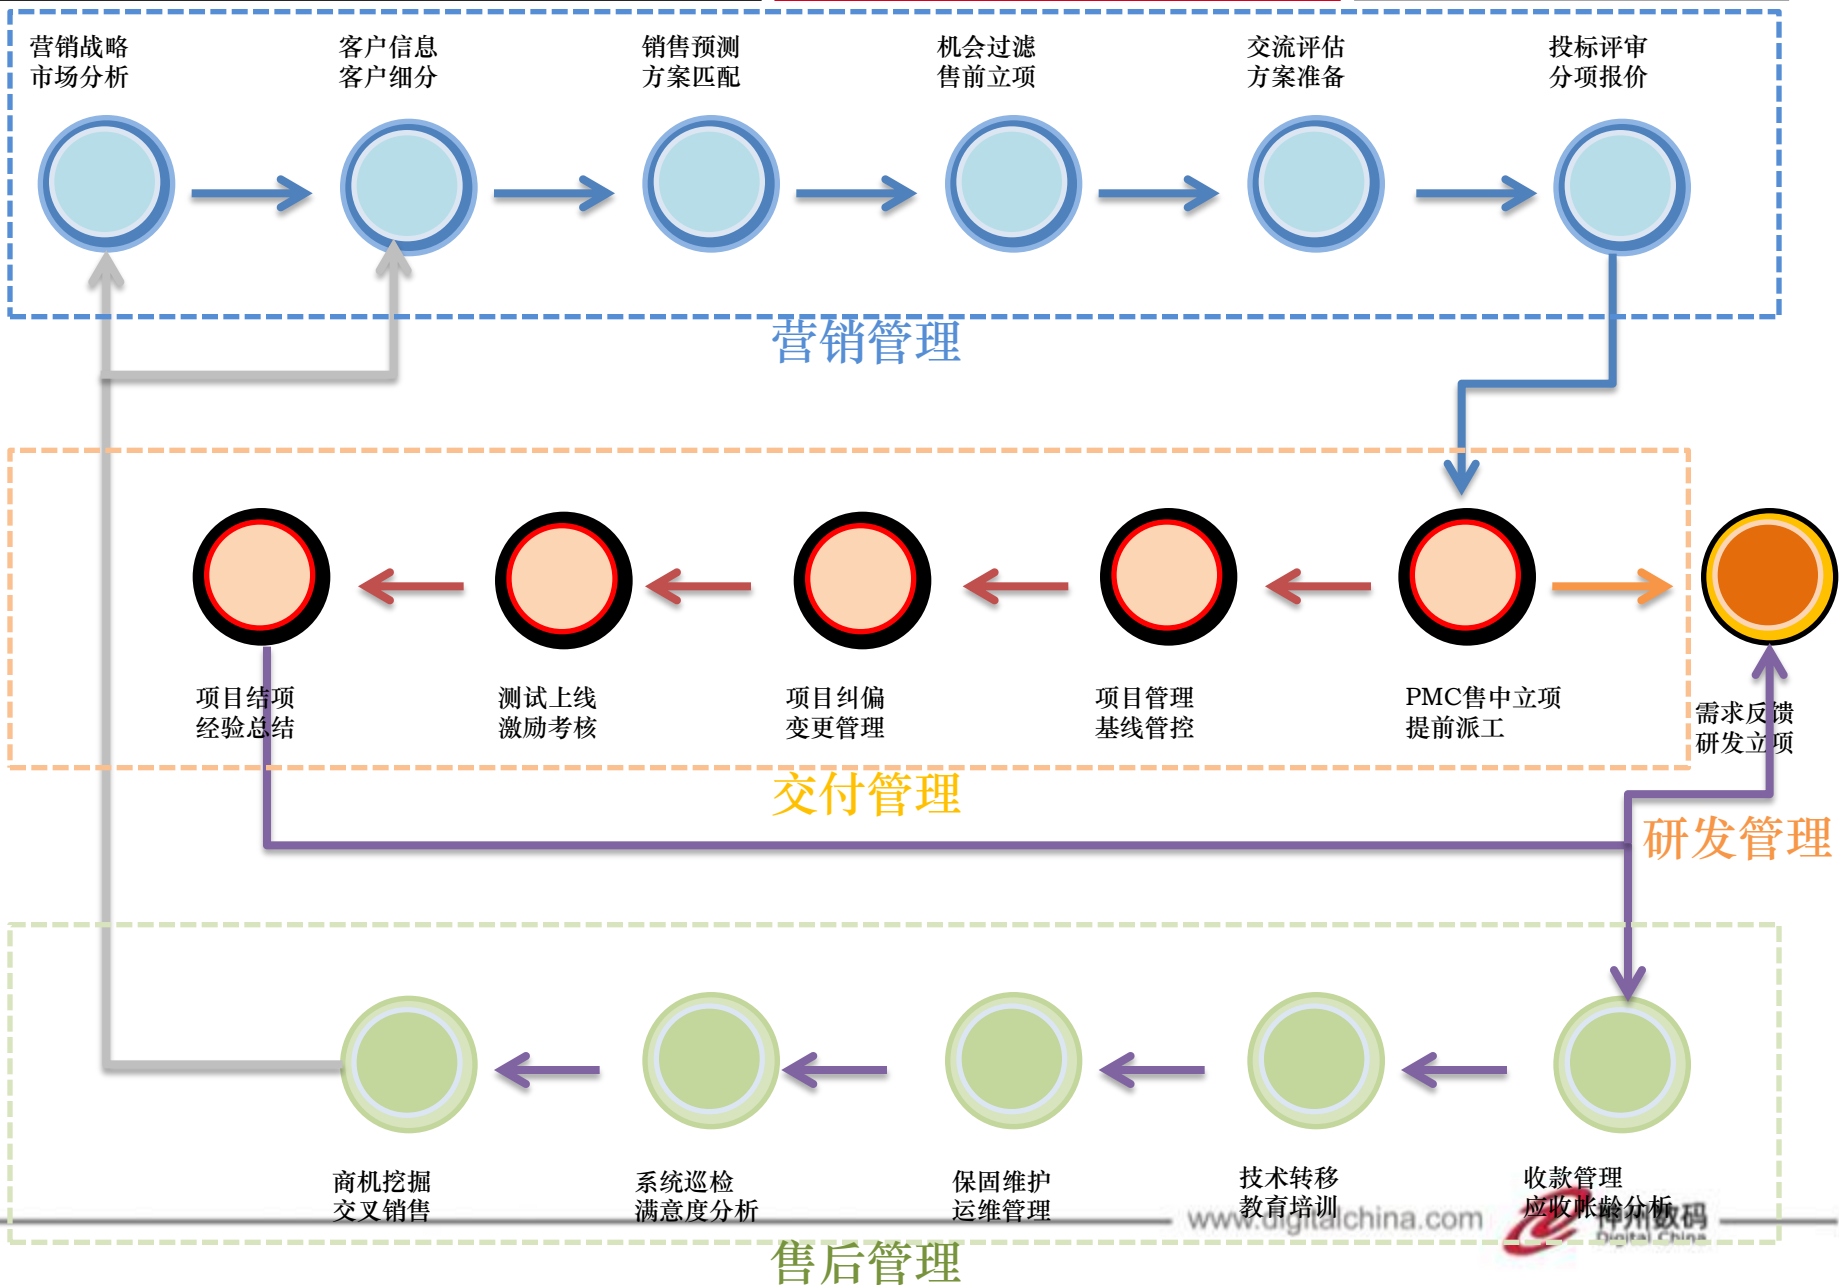 营销战略
市场分析
客户信息
客户细分
销售预测
方案匹配
机会过滤
售前立项
交流评估
方案准备
投标评审
分项报价
营销管理
项目结项
经验总结
测试上线
激励考核
项目纠偏
变更管理
项目管理
基线管控
PMC售中立项
提前派工
需求反馈
研发立项
交付管理
研发管理
商机挖掘
交叉销售
系统巡检
满意度分析
保固维护
运维管理
技术转移
教育培训
收款管理
应收帐龄分析
www.digitalchina.com
神州数码
Digital China
售后管理